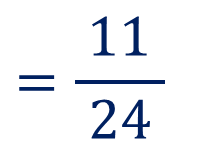 = 11/24